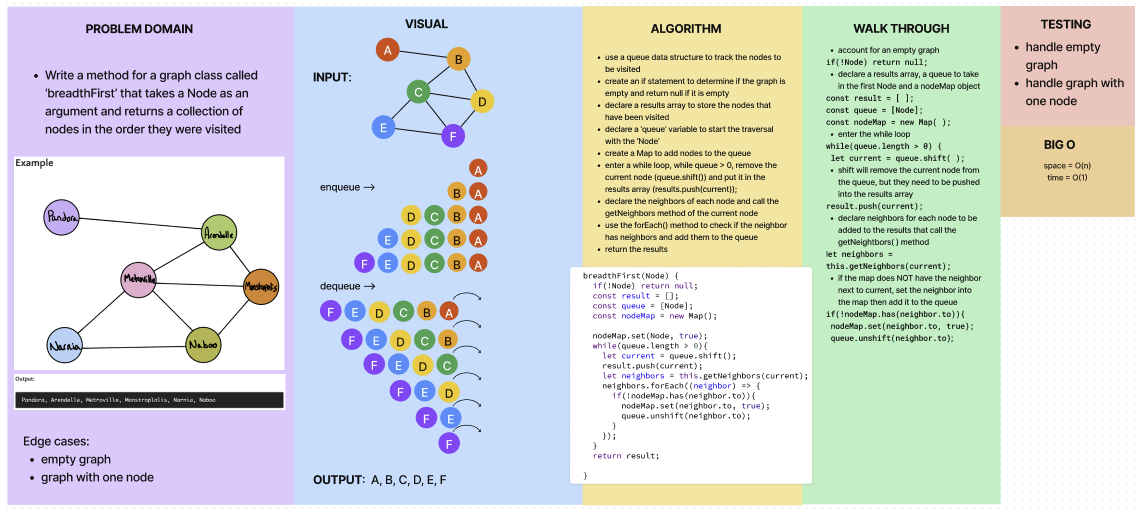 PROBLEM DOMAIN
• Write a method for a graph class called
'breadthFirst' that takes a Node as an
argument and returns a collection of
nodes in the order they were visited
Example
Pandora
Arendelle
Metroville
Monstropolis
Narnia
Naboo
Output:
Pandora, Arendelle, Metroville, Monstroplolis, Narnia, Naboo
Edge cases:
• empty graph
• graph with one node
VISUAL
INPUT:
A
B
C
D
E
F
enqueue →
A
B A
D C B A
E D C B A
F E D C B A
dequeue →
F E D C B A
F E D C B
F E D C
F E D
F E
F
OUTPUT: A, B, C, D, E, F
ALGORITHM
• use a queue data structure to track the nodes to
be visited
• create an if statement to determine if the graph is
empty and return null if it is empty
• declare a results array to store the nodes that
have been visited
• declare a 'queue' variable to start the traversal
with the 'Node'
• create a Map to add nodes to the queue
• enter a while loop, while queue > 0, remove the
current node (queue.shift()) and put it in the
results array (results.push(current));
• declare the neighbors of each node and call the
getNeighbors method of the current node
• use the forEach() method to check if the neighbor
has neighbors and add them to the queue
• return the results
breadthFirst(Node) {
if(!Node) return null;
const result = [];
const queue = [Node];
const nodeMap = new Map();
nodeMap.set(Node, true);
while(queue.length > 0){
let current = queue.shift();
result.push(current);
let neighbors = this.getNeighbors(current);
neighbors.forEach((neighbor) => {
if(!nodeMap.has(neighbor.to)){
nodeMap.set(neighbor.to, true);
queue.unshift(neighbor.to);
}
});
}
return result;
}
WALK THROUGH
• account for an empty graph
if(!Node) return null;
• declare a results array, a queue to take
in the first Node and a nodeMap object
const result = [ ];
const queue = [Node];
const nodeMap = new Map( );
• enter the while loop
while(queue.length > 0) {
let current = queue.shift( );
• shift will remove the current node from
the queue, but they need to be pushed
into the results array
result.push(current);
• declare neighbors for each node to be
added to the results that call the
getNeightbors( ) method
let neighbors =
this.getNeighbors(current);
• if the map does NOT have the neighbor
next to current, set the neighbor into
the map then add it to the queue
if(!nodeMap.has(neighbor.to)){
nodeMap.set(neighbor.to, true);
queue.unshift(neighbor.to);
TESTING
• handle empty
graph
• handle graph with
one node
BIG O
space = O(n)
time = O(1)